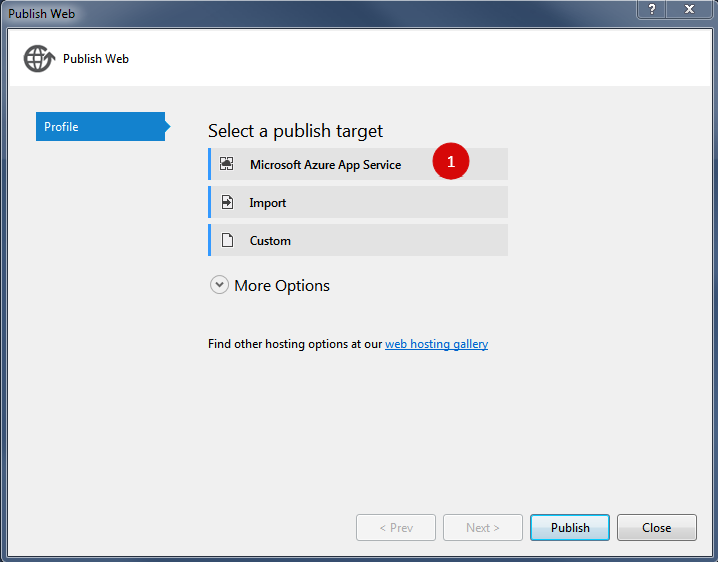 Publish Web
?
X
Publish Web
Profile
Select a publish target
Microsoft Azure App Service
1
Import
Custom
More Options
Find other hosting options at our web hosting gallery
< Prev
Next >
Publish
Close